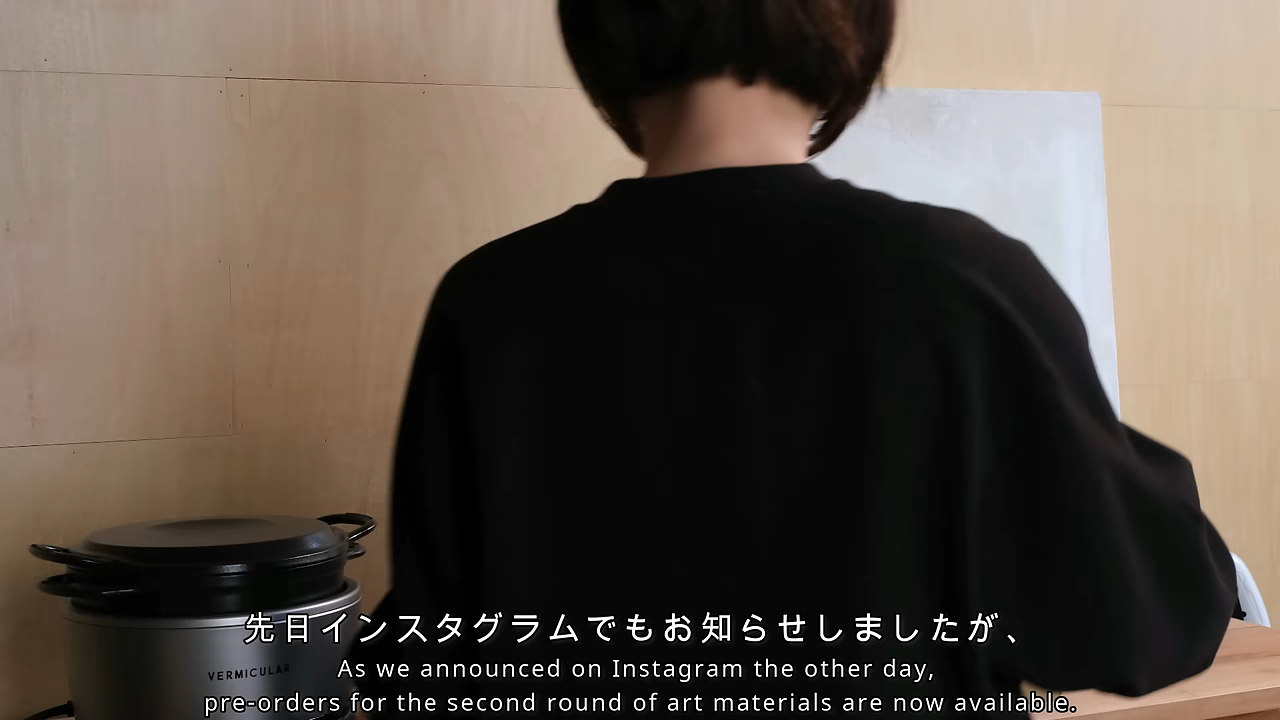 VERMICULAR
先日インスタグラムでもお知らせしましたが、
As we announced on Instagram the other day,
pre-orders for the second round of art materials are now available.